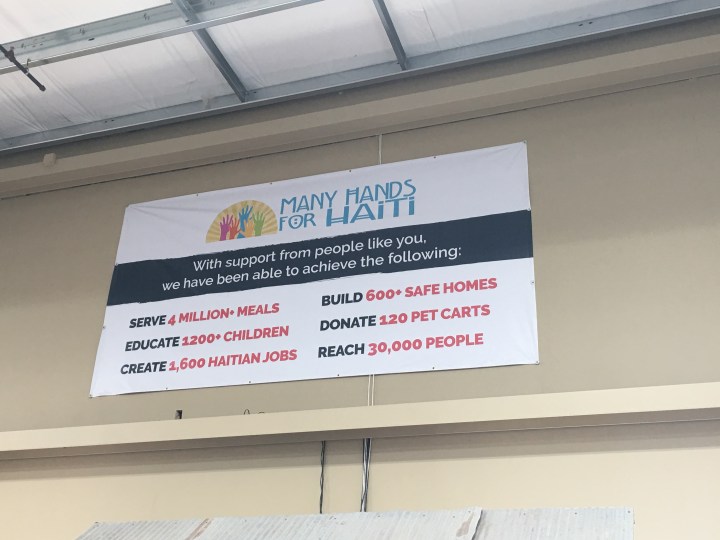 MANY HANDS
FOR HAITI
With support from people like you,
we have been able to achieve the following:
SERVE 4 MILLION+ MEALS
EDUCATE 1200+ CHILDREN
CREATE 1,600 HAITIAN JOBS
BUILD 600+ SAFE HOMES
DONATE 120 PET CARTS
REACH 30,000 PEOPLE